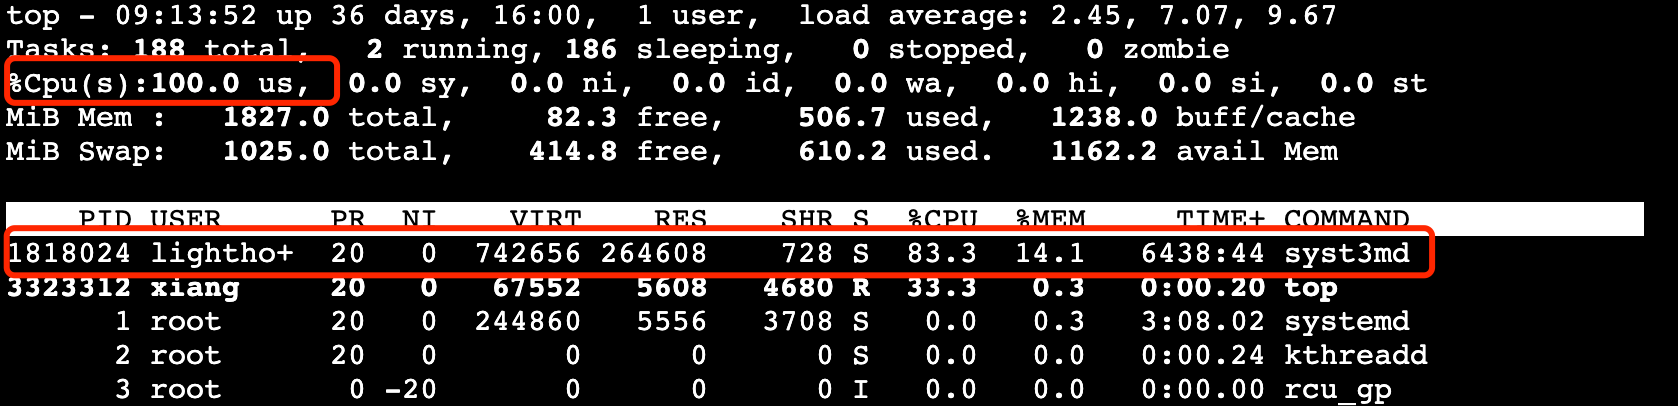 top - 09:13:52 up 36 days, 16:00,  1 user,  load average: 2.45, 7.07, 9.67
Tasks: 188 total,   2 running, 186 sleeping,   0 stopped,   0 zombie
%Cpu(s):100.0 us,  0.0 sy,  0.0 ni,  0.0 id,  0.0 wa,  0.0 hi,  0.0 si,  0.0 st
MiB Mem :   1827.0 total,     82.3 free,    506.7 used,   1238.0 buff/cache
MiB Swap:   1025.0 total,    414.8 free,    610.2 used.   1162.2 avail Mem
    PID USER      PR  NI    VIRT    RES    SHR S  %CPU  %MEM     TIME+ COMMAND
1818024 lightho+  20   0  742656 264608    728 S  83.3  14.1   6438:44 syst3md
3323312 xiang     20   0   67552   5608   4680 R  33.3   0.3   0:00.20 top
      1 root      20   0  244860   5556   3708 S   0.0   0.3   3:08.02 systemd
      2 root      20   0       0      0      0 S   0.0   0.0   0:00.24 kthreadd
      3 root       0 -20       0      0      0 I   0.0   0.0   0:00.00 rcu_gp